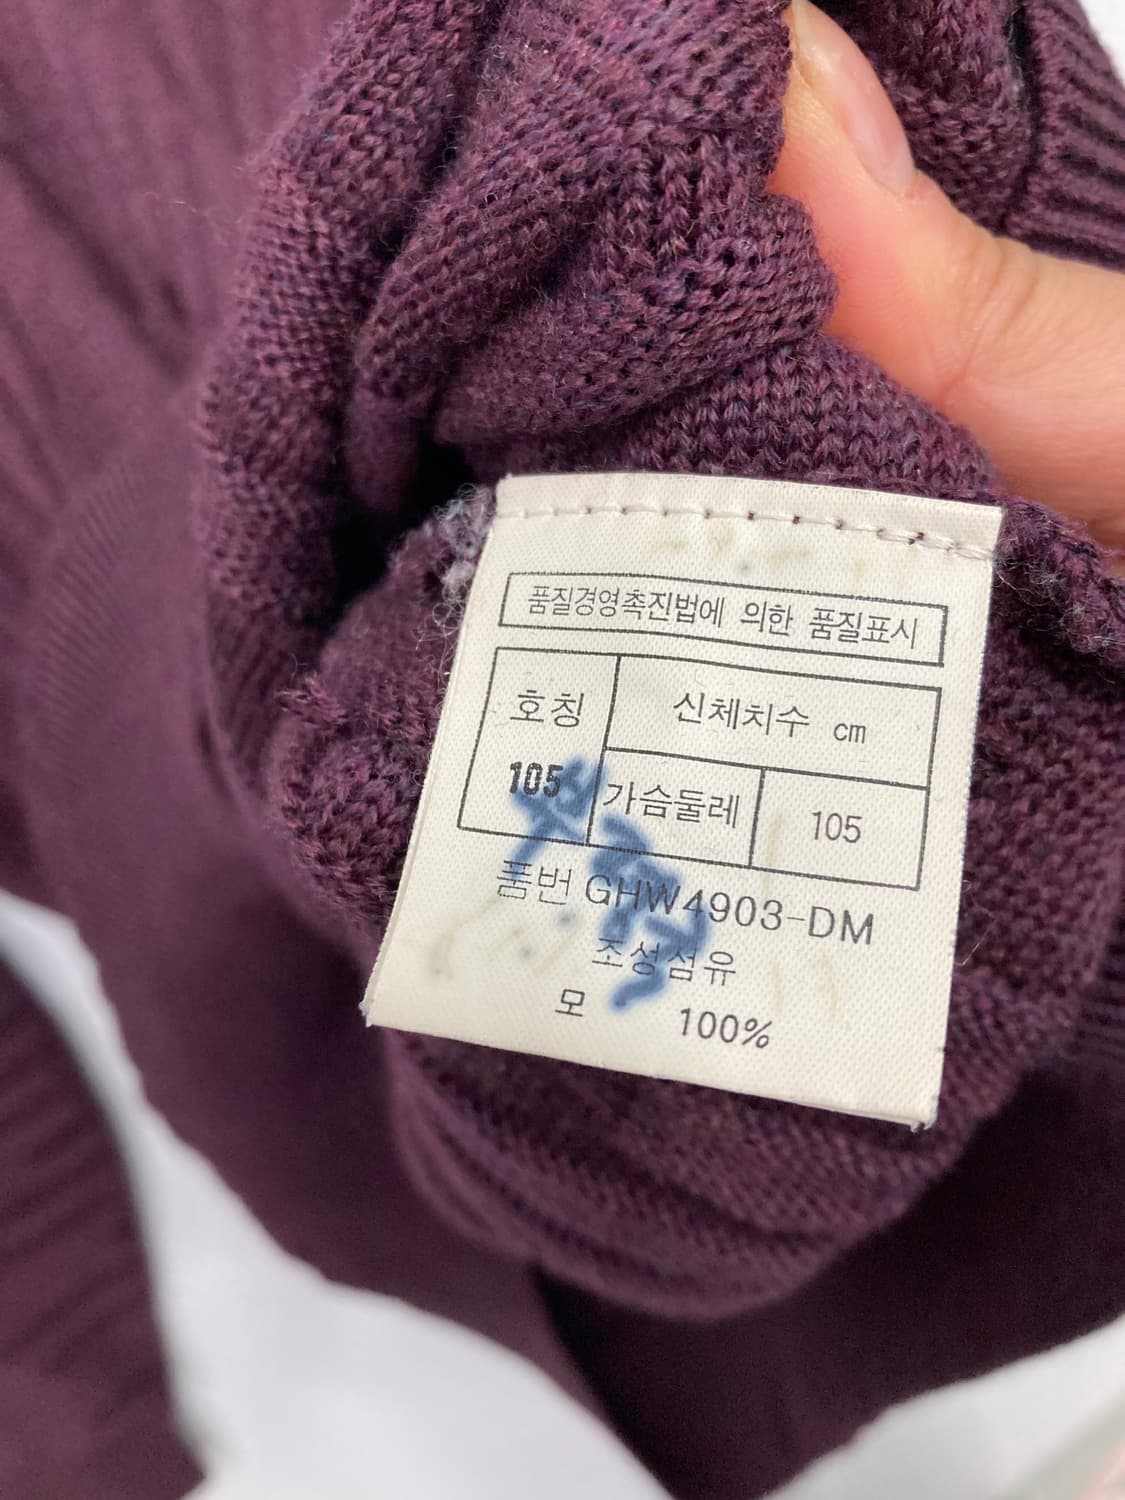 품질경영촉진법에 의한 품질표시
호칭 신체치수 cm
105 가슴둘레 105
품번 GHW4903-DM
조성섬유
모 100%